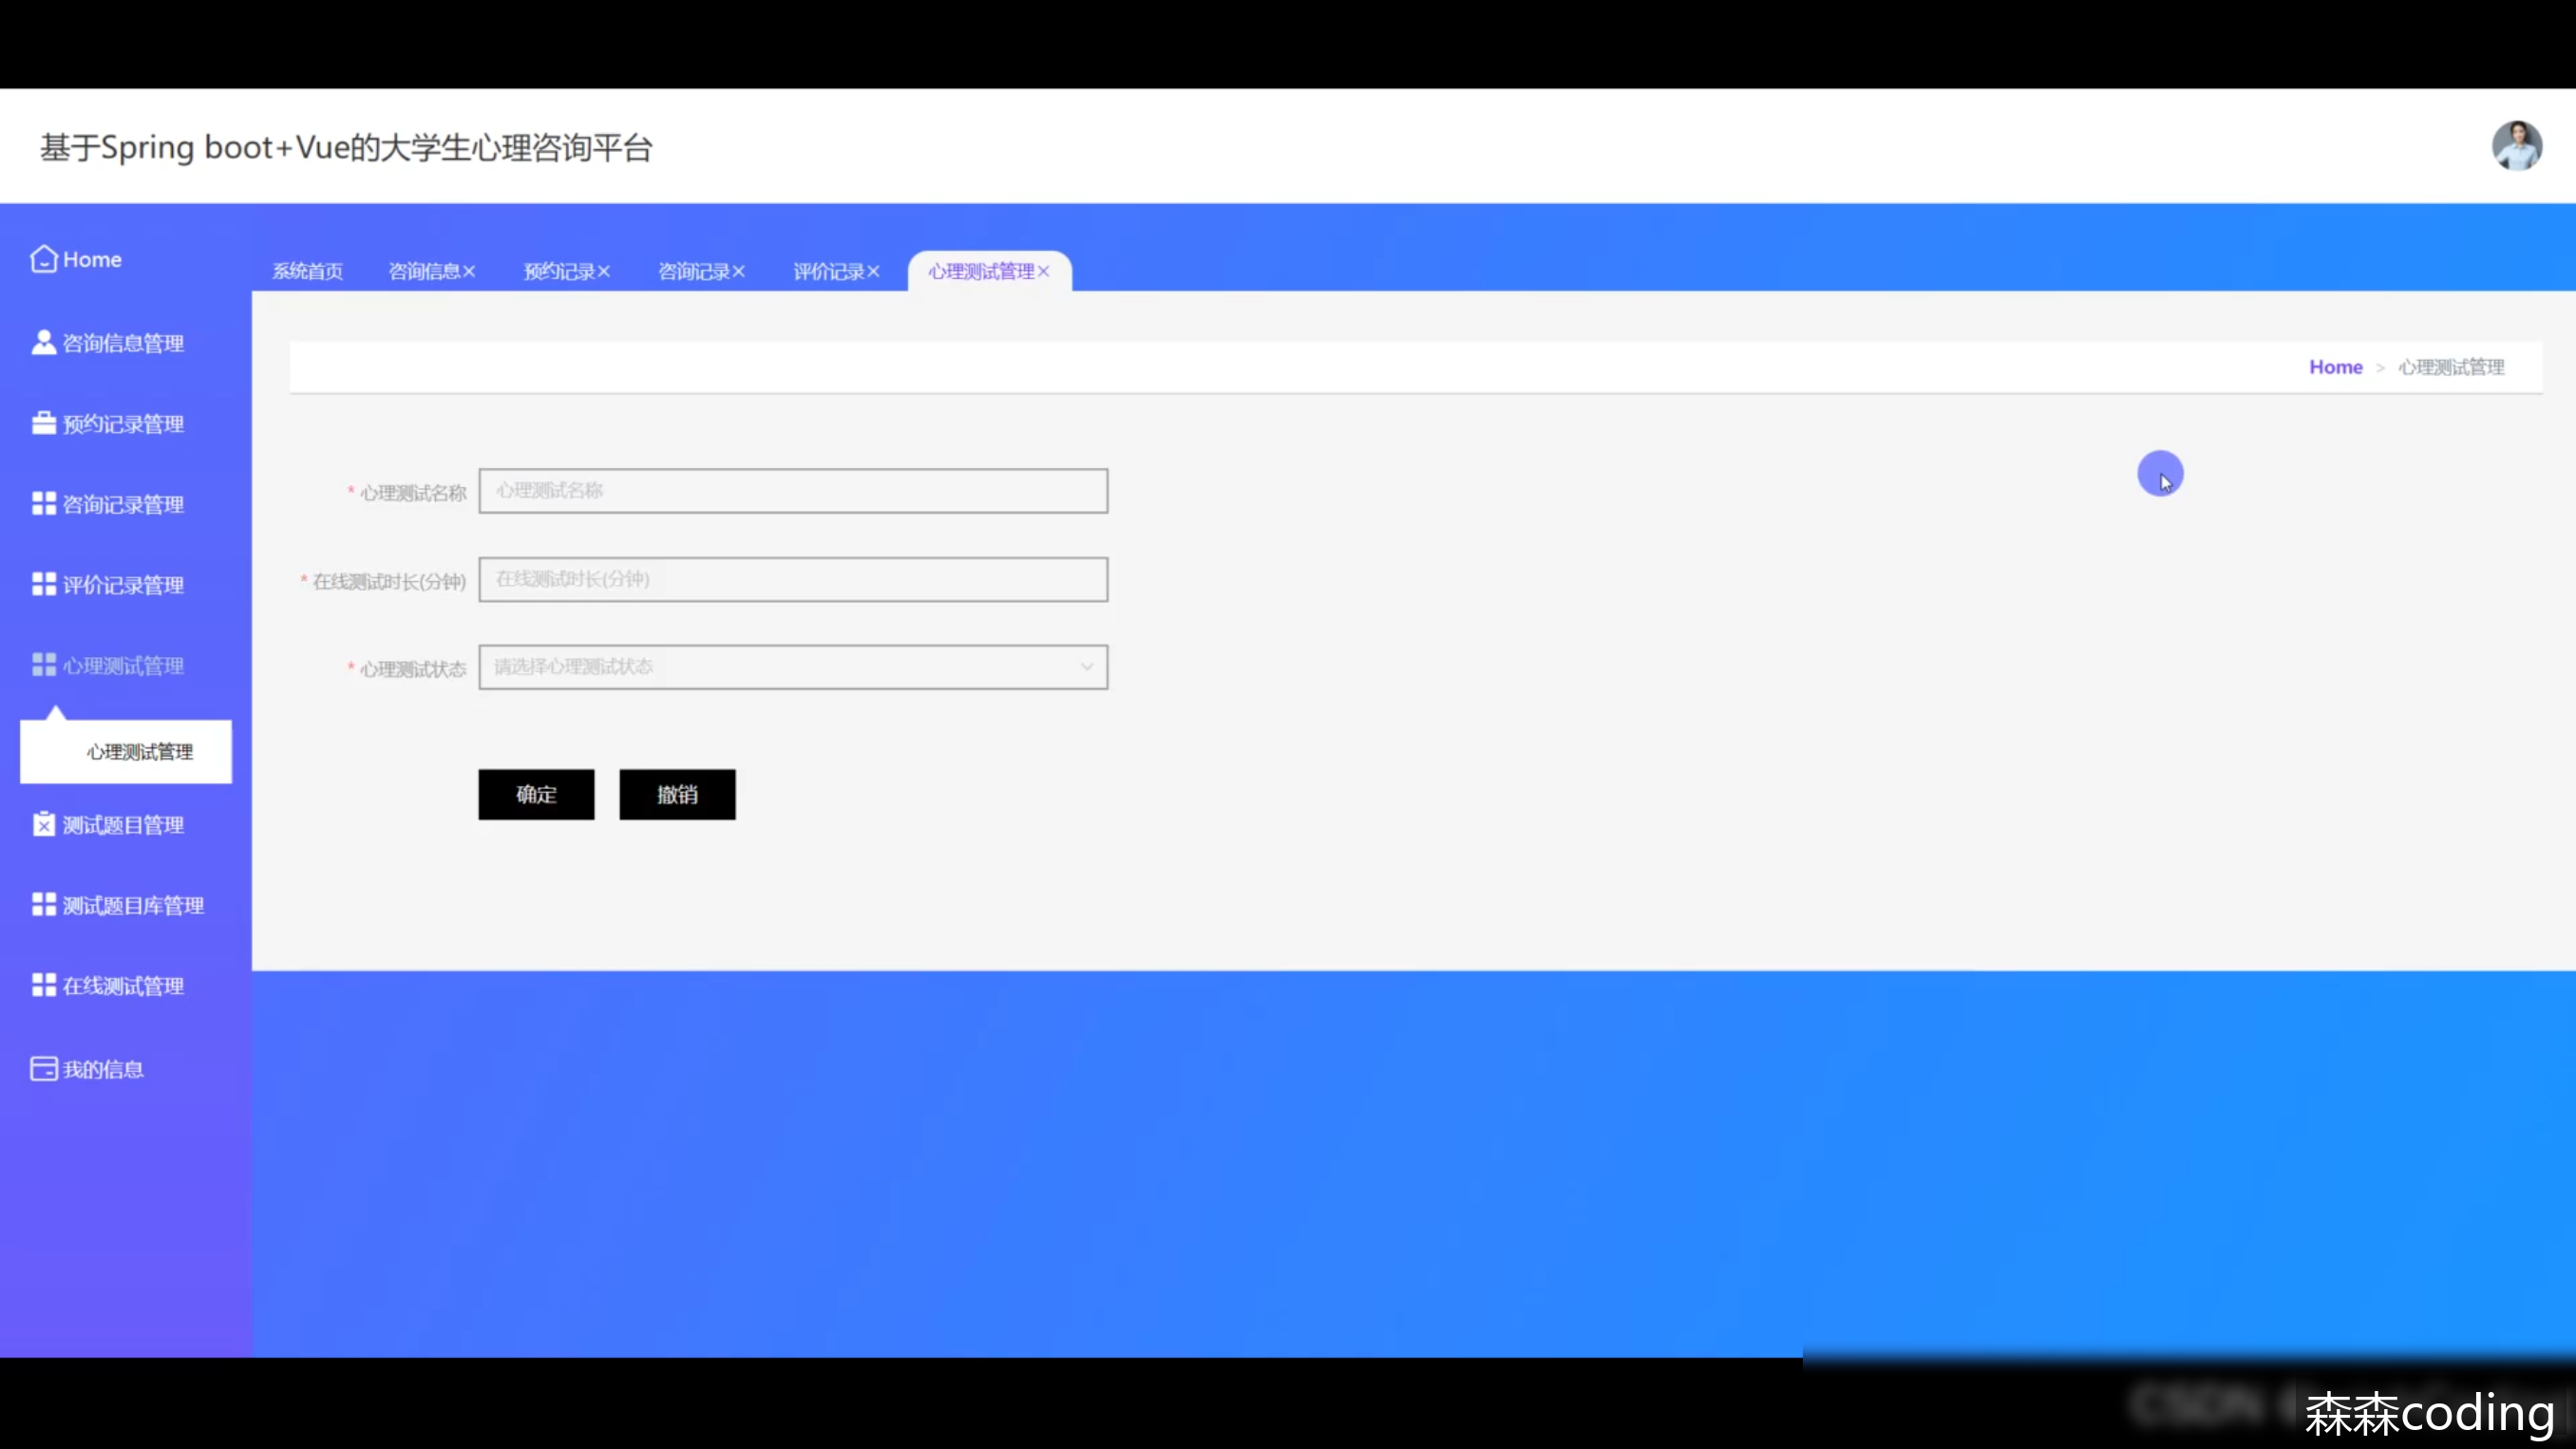 基于Spring boot+Vue的大学生心理咨询平台
Home
系统首页 咨询信息× 预约记录× 咨询记录× 评价记录× 心理测试管理×
咨询信息管理
Home > 心理测试管理
预约记录管理
* 心理测试名称 心理测试名称
咨询记录管理
* 在线测试时长(分钟) 在线测试时长(分钟)
评价记录管理
* 心理测试状态 请选择心理测试状态
心理测试管理
心理测试管理
确定 撤销
测试题目管理
测试题目库管理
在线测试管理
我的信息
森森coding